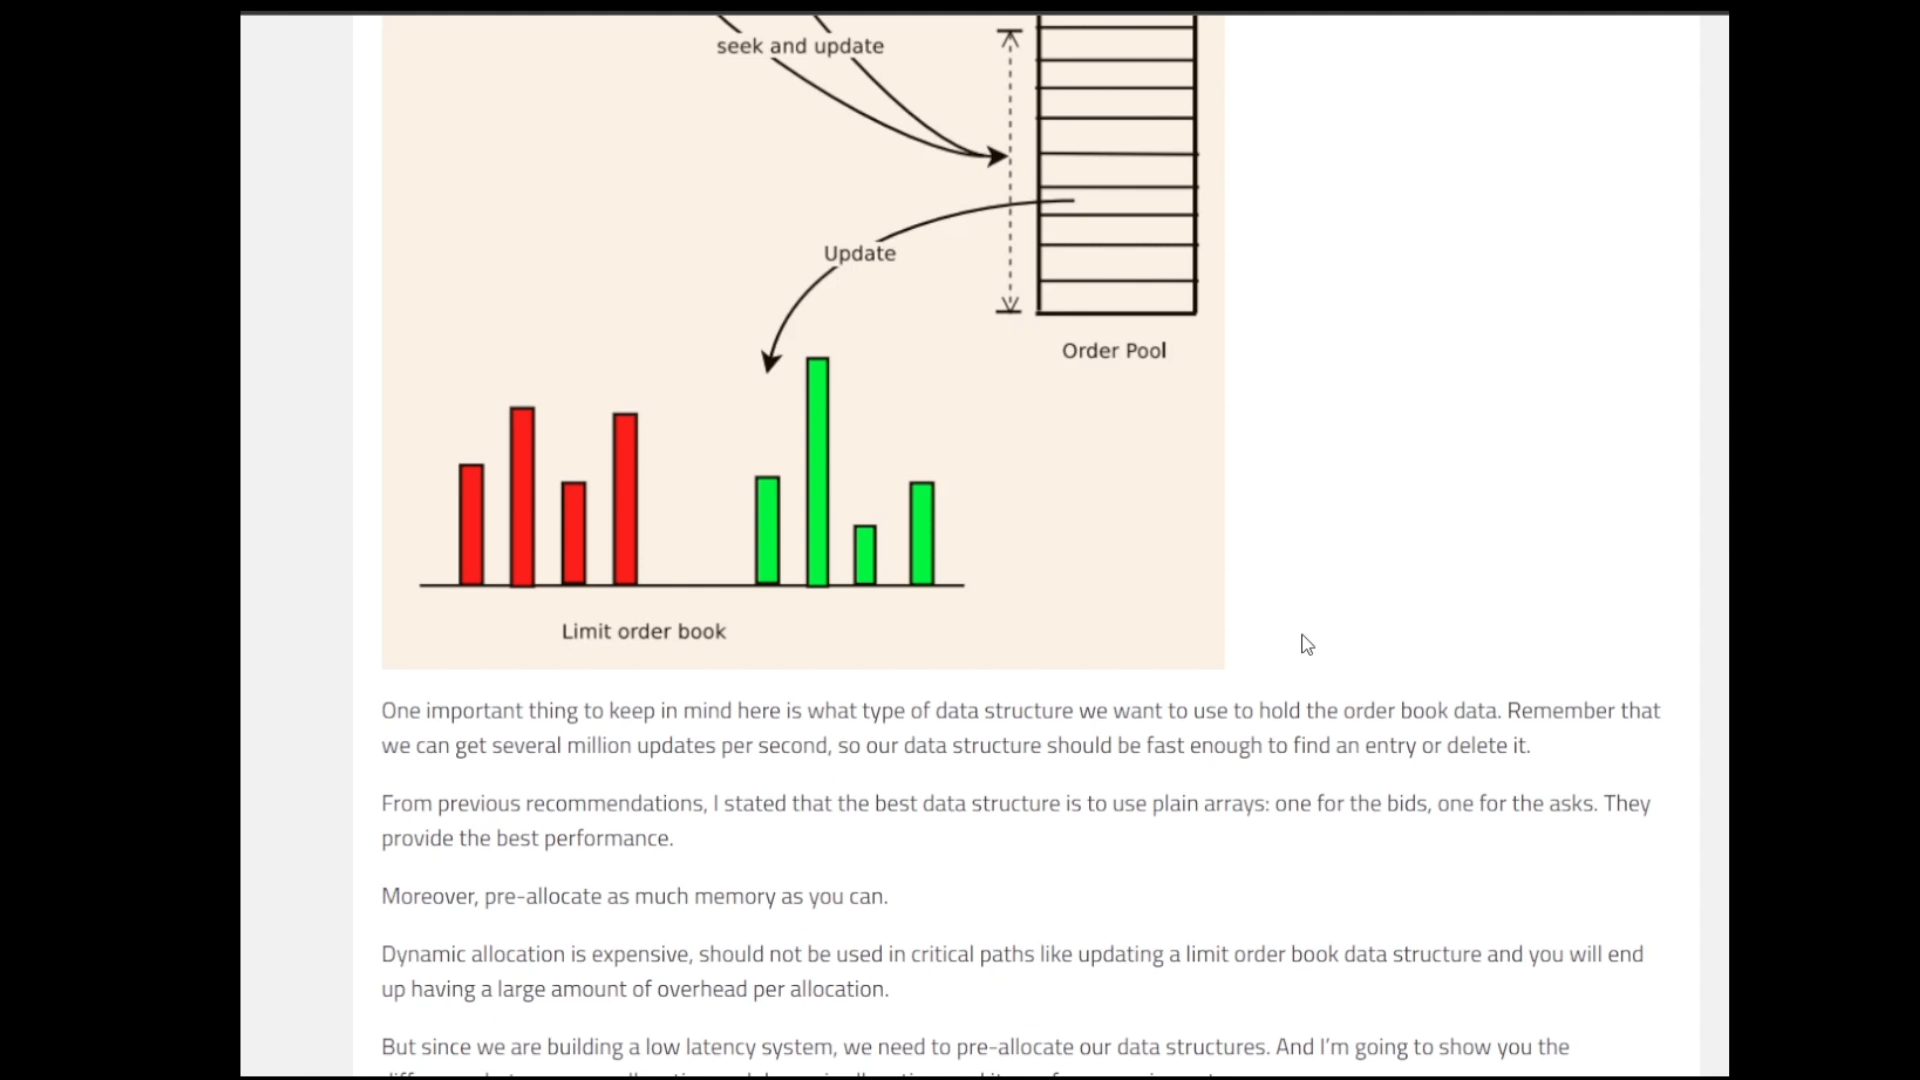 seek and update
Update
Order Pool
Limit order book
One important thing to keep in mind here is what type of data structure we want to use to hold the order book data. Remember that
we can get several million updates per second, so our data structure should be fast enough to find an entry or delete it.
From previous recommendations, I stated that the best data structure is to use plain arrays: one for the bids, one for the asks. They
provide the best performance.
Moreover, pre-allocate as much memory as you can.
Dynamic allocation is expensive, should not be used in critical paths like updating a limit order book data structure and you will end
up having a large amount of overhead per allocation.
But since we are building a low latency system, we need to pre-allocate our data structures. And I'm going to show you the